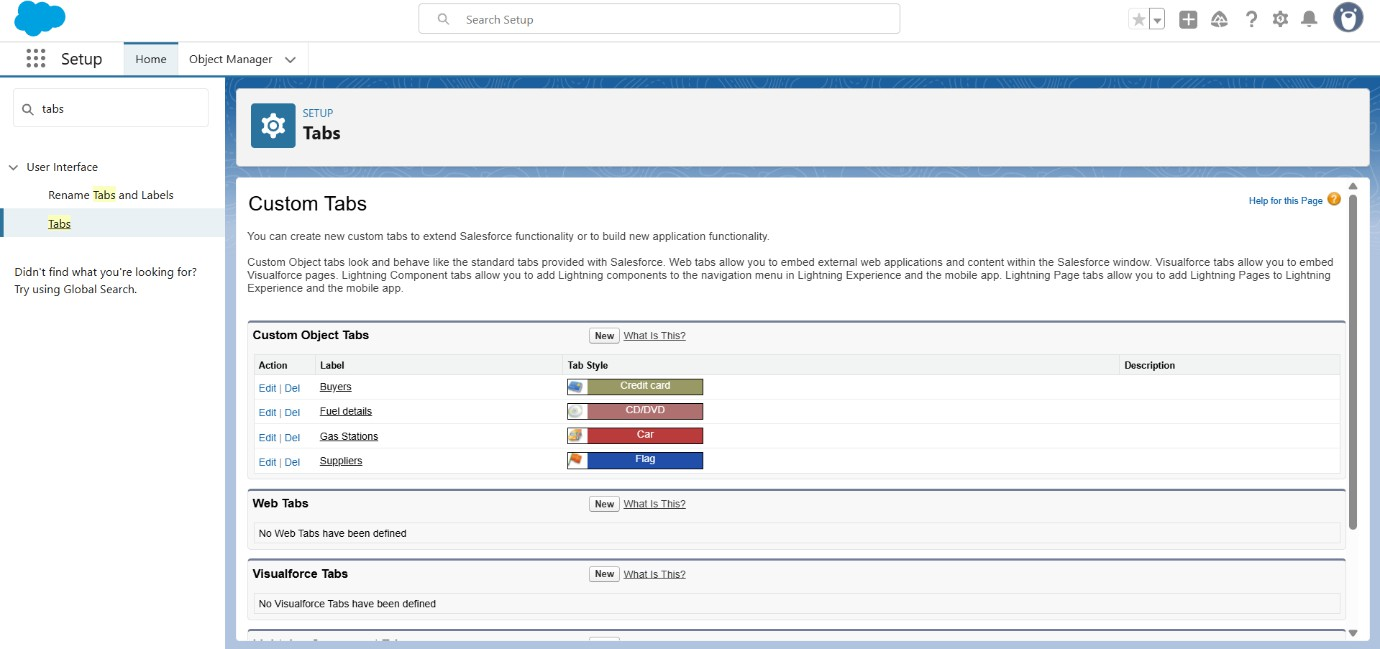 Search Setup
Setup
Home
Object Manager
tabs
User Interface
Rename Tabs and Labels
Tabs
Didn't find what you're looking for?
Try using Global Search.
SETUP
Tabs
Custom Tabs
Help for this Page ?
You can create new custom tabs to extend Salesforce functionality or to build new application functionality.
Custom Object tabs look and behave like the standard tabs provided with Salesforce. Web tabs allow you to embed external web applications and content within the Salesforce window. Visualforce tabs allow you to embed
Visualforce pages. Lightning Component tabs allow you to add Lightning components to the navigation menu in Lightning Experience and the mobile app. Lightning Page tabs allow you to add Lightning Pages to Lightning
Experience and the mobile app.
Custom Object Tabs New What Is This?
Action Label Tab Style Description
Edit | Del Buyers Credit card
Edit | Del Fuel details CD/DVD
Edit | Del Gas Stations Car
Edit | Del Suppliers Flag
Web Tabs New What Is This?
No Web Tabs have been defined
Visualforce Tabs New What Is This?
No Visualforce Tabs have been defined